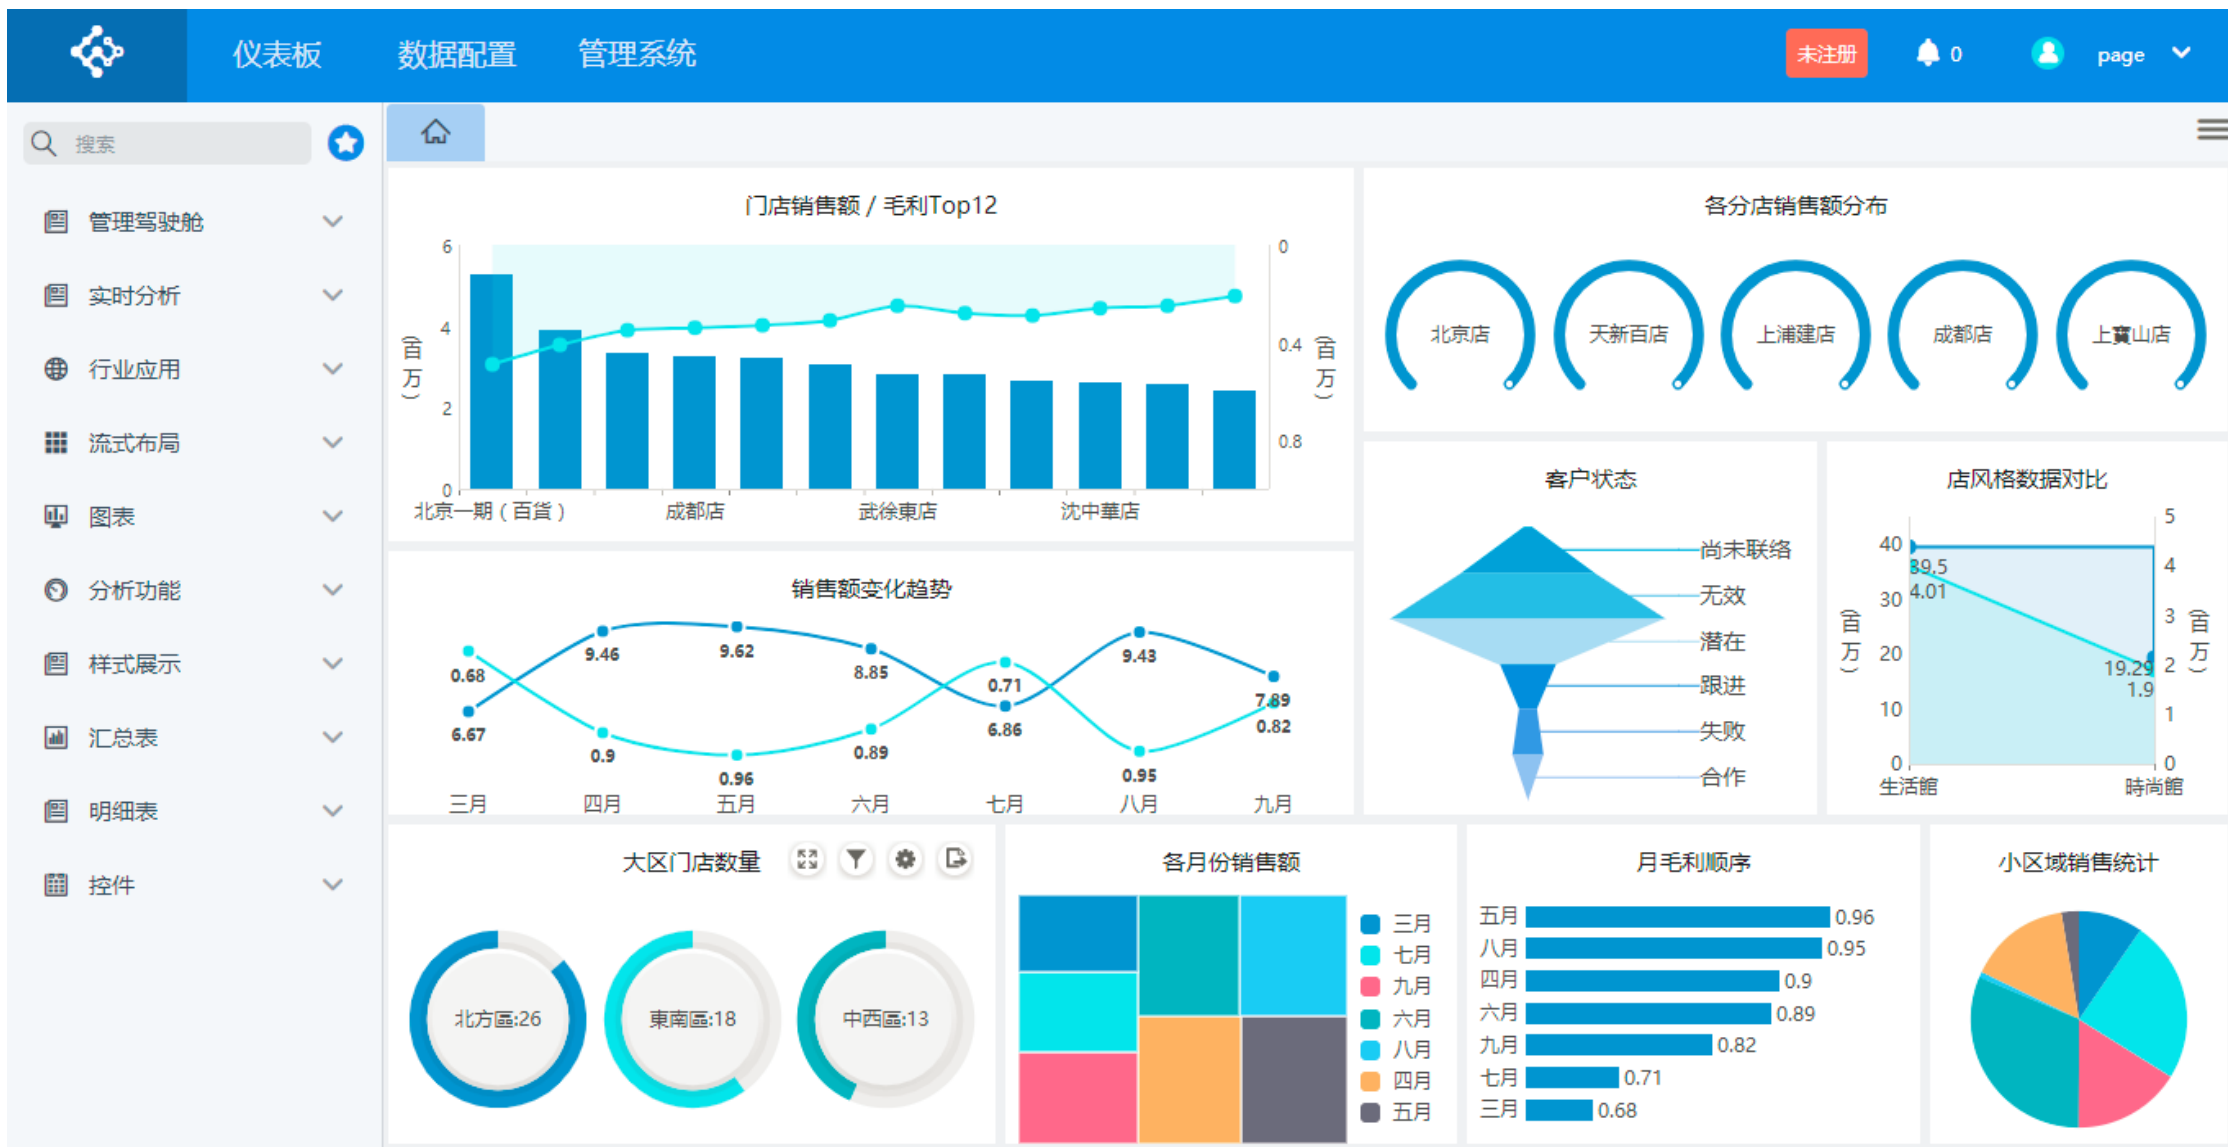 仪表板
数据配置
管理系统
未注册
0
page
搜索
管理驾驶舱
实时分析
行业应用
流式布局
图表
分析功能
样式展示
汇总表
明细表
控件
门店销售额 / 毛利Top12
6
4
2
0
(百万)
0
0.4
0.8
(百万)
北京一期（百貨）
成都店
武徐東店
沈中華店
各分店销售额分布
北京店
天新百店
上浦建店
成都店
上寶山店
销售额变化趋势
0.68
6.67
9.46
0.9
9.62
0.96
8.85
0.89
0.71
6.86
9.43
0.95
7.89
0.82
三月
四月
五月
六月
七月
八月
九月
客户状态
尚未联络
无效
潜在
跟进
失败
合作
店风格数据对比
40
30
20
10
0
(百万)
39.5
4.01
19.29
1.9
5
4
3
2
1
0
(百万)
生活館
時尚館
大区门店数量
北方區:26
東南區:18
中西區:13
各月份销售额
三月
七月
九月
六月
八月
四月
五月
月毛利顺序
五月 0.96
八月 0.95
四月 0.9
六月 0.89
九月 0.82
七月 0.71
三月 0.68
小区域销售统计